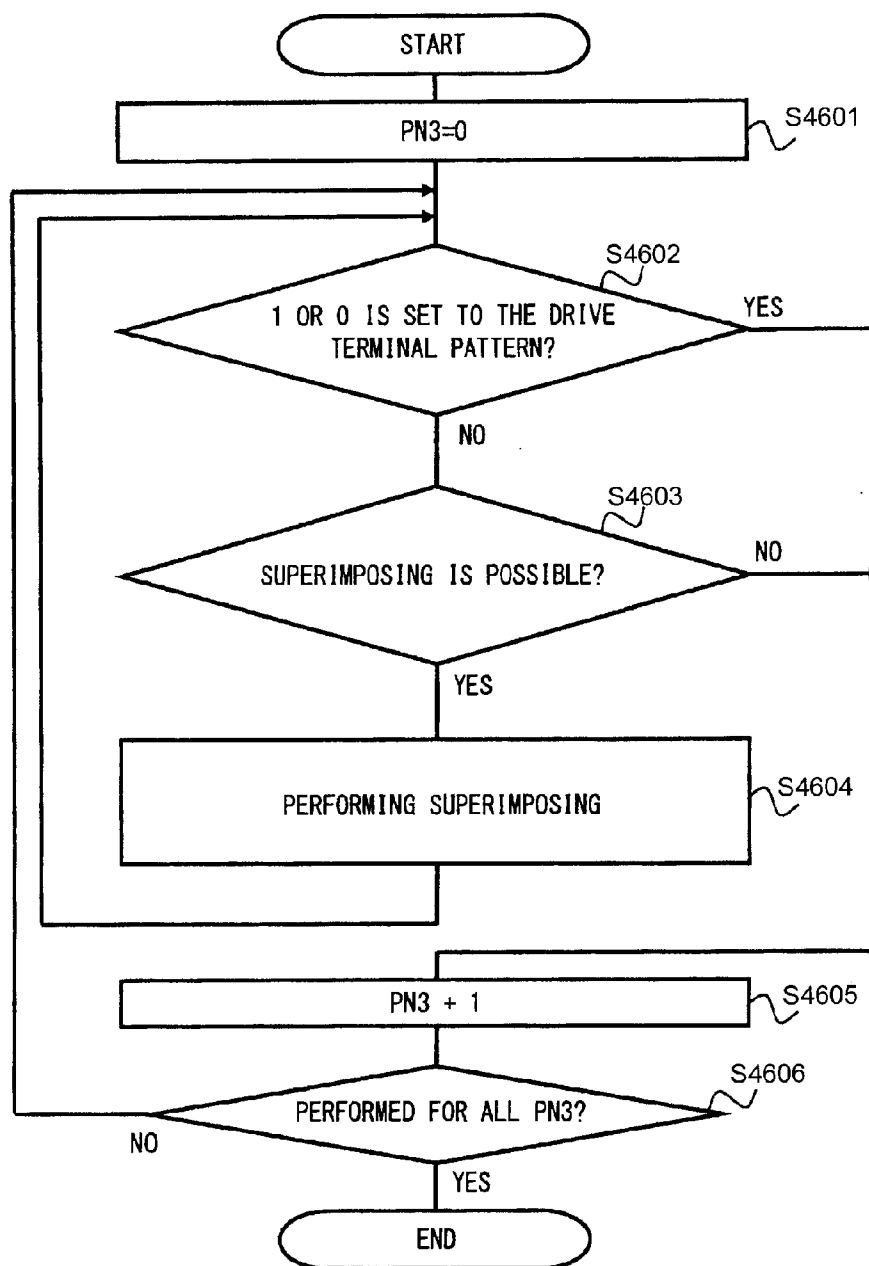 START
PN3=0
S4601
S4602
1 OR 0 IS SET TO THE DRIVE
TERMINAL PATTERN?
YES
NO
S4603
SUPERIMPOSING IS POSSIBLE?
NO
YES
PERFORMING SUPERIMPOSING
S4604
PN3 + 1
S4605
S4606
PERFORMED FOR ALL PN3?
NO
YES
END